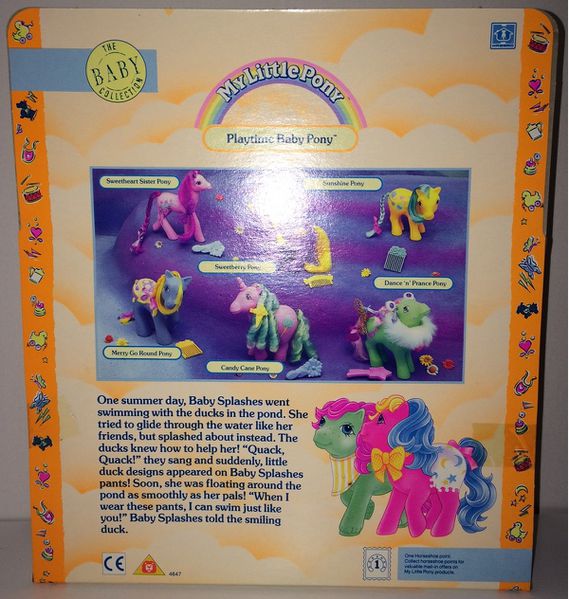 THE
BABY
COLLECTION
My Little Pony
Playtime Baby Pony™
Sweetheart Sister Pony
Sunshine Pony
Sweetberry Pony
Dance 'n' Prance Pony
Merry Go Round Pony
Candy Cane Pony
One summer day, Baby Splashes went
swimming with the ducks in the pond. She
tried to glide through the water like her
friends, but splashed about instead. The
ducks knew how to help her! “Quack,
Quack!” they sang and suddenly, little
duck designs appeared on Baby Splashes
pants! Soon, she was floating around the
pond as smoothly as her pals! “When I
wear these pants, I can swim just like
you!” Baby Splashes told the smiling
duck.
CE
4647
1
One Horseshoe point
Collect horseshoe points for
valuable mail-in offers on
My Little Pony products.